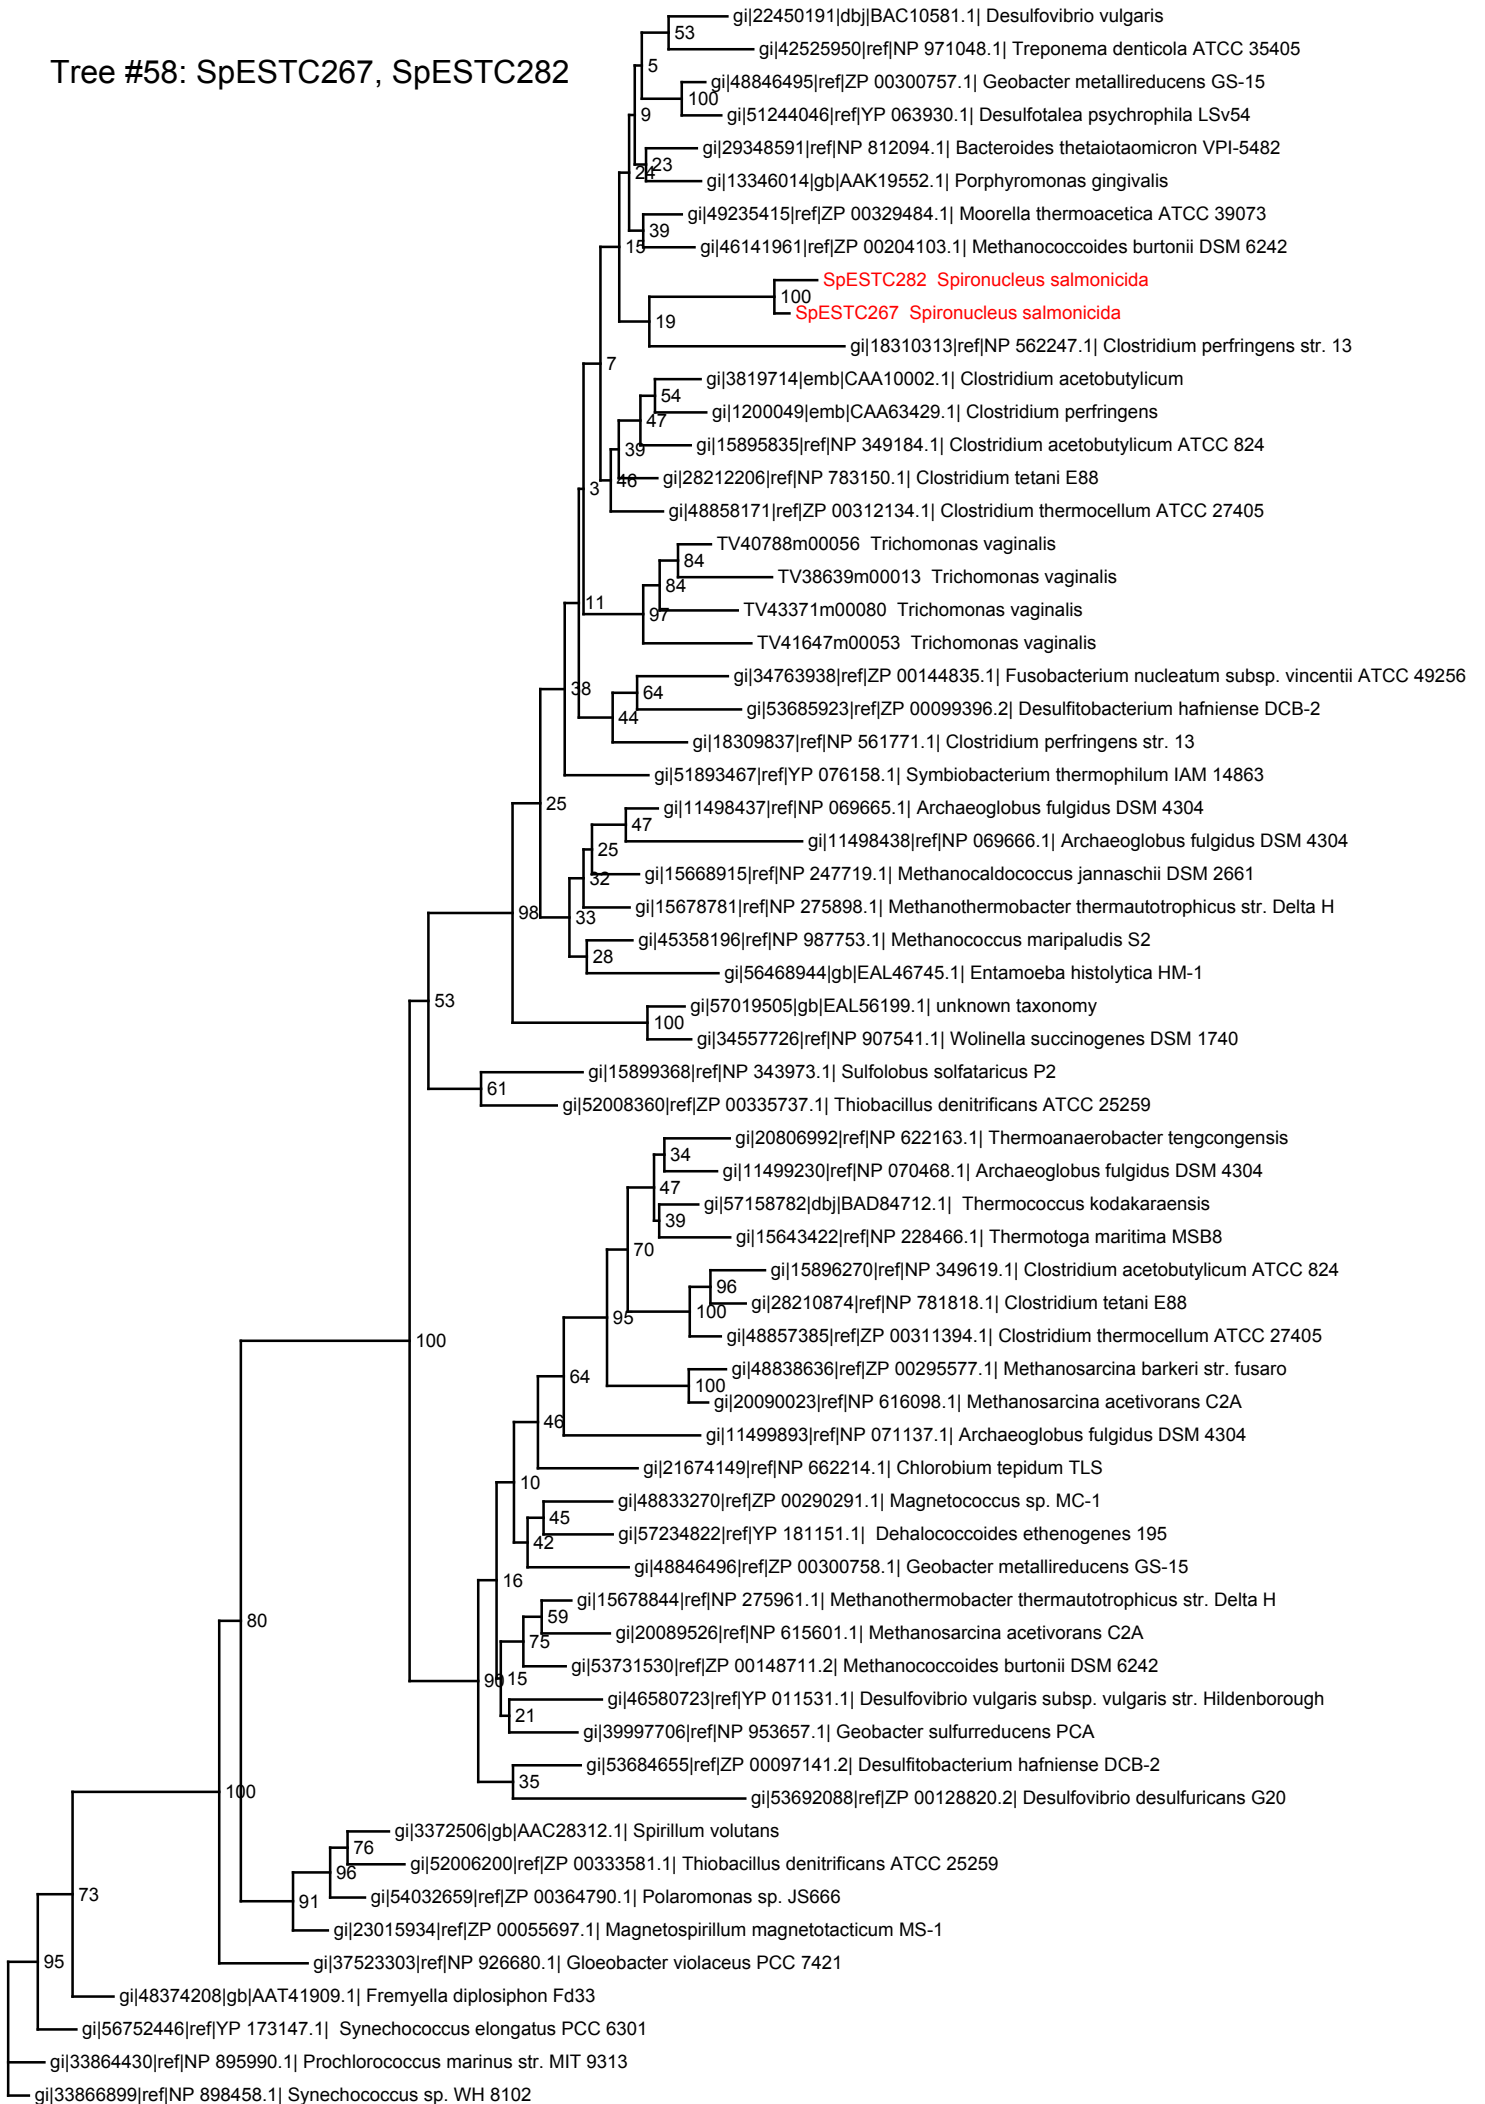 gi|22450191|dbj|BAC10581.1| Desulfovibrio vulgaris
53
gi|42525950|ref|NP 971048.1| Treponema denticola ATCC 35405
Tree #58: SpESTC267, SpESTC282
5
gi|48846495|ref|ZP 00300757.1| Geobacter metallireducens GS-15
100
gi|51244046|ref|YP 063930.1| Desulfotalea psychrophila LSv54
9
gi|29348591|ref|NP 812094.1| Bacteroides thetaiotaomicron VPI-5482
23
24
gi|13346014|gb|AAK19552.1| Porphyromonas gingivalis
gi|49235415|ref|ZP 00329484.1| Moorella thermoacetica ATCC 39073
39
15
gi|46141961|ref|ZP 00204103.1| Methanococcoides burtonii DSM 6242
SpESTC282 Spironucleus salmonicida
100
SpESTC267 Spironucleus salmonicida
19
gi|18310313|ref|NP 562247.1| Clostridium perfringens str. 13
7
gi|3819714|emb|CAA10002.1| Clostridium acetobutylicum
54
gi|1200049|emb|CAA63429.1| Clostridium perfringens
47
gi|15895835|ref|NP 349184.1| Clostridium acetobutylicum ATCC 824
39
gi|28212206|ref|NP 783150.1| Clostridium tetani E88
46
3
gi|48858171|ref|ZP 00312134.1| Clostridium thermocellum ATCC 27405
TV40788m00056 Trichomonas vaginalis
84
TV38639m00013 Trichomonas vaginalis
84
11
TV43371m00080 Trichomonas vaginalis
97
TV41647m00053 Trichomonas vaginalis
gi|34763938|ref|ZP 00144835.1| Fusobacterium nucleatum subsp. vincentii ATCC 49256
38
64
gi|53685923|ref|ZP 00099396.2| Desulfitobacterium hafniense DCB-2
44
gi|18309837|ref|NP 561771.1| Clostridium perfringens str. 13
gi|51893467|ref|YP 076158.1| Symbiobacterium thermophilum IAM 14863
25
gi|11498437|ref|NP 069665.1| Archaeoglobus fulgidus DSM 4304
47
gi|11498438|ref|NP 069666.1| Archaeoglobus fulgidus DSM 4304
25
gi|15668915|ref|NP 247719.1| Methanocaldococcus jannaschii DSM 2661
32
gi|15678781|ref|NP 275898.1| Methanothermobacter thermautotrophicus str. Delta H
98
33
gi|45358196|ref|NP 987753.1| Methanococcus maripaludis S2
28
gi|56468944|gb|EAL46745.1| Entamoeba histolytica HM-1
53
gi|57019505|gb|EAL56199.1| unknown taxonomy
100
gi|34557726|ref|NP 907541.1| Wolinella succinogenes DSM 1740
gi|15899368|ref|NP 343973.1| Sulfolobus solfataricus P2
61
gi|52008360|ref|ZP 00335737.1| Thiobacillus denitrificans ATCC 25259
gi|20806992|ref|NP 622163.1| Thermoanaerobacter tengcongensis
34
gi|11499230|ref|NP 070468.1| Archaeoglobus fulgidus DSM 4304
47
gi|57158782|dbj|BAD84712.1| Thermococcus kodakaraensis
39
gi|15643422|ref|NP 228466.1| Thermotoga maritima MSB8
70
gi|15896270|ref|NP 349619.1| Clostridium acetobutylicum ATCC 824
96
gi|28210874|ref|NP 781818.1| Clostridium tetani E88
100
95
gi|48857385|ref|ZP 00311394.1| Clostridium thermocellum ATCC 27405
100
gi|48838636|ref|ZP 00295577.1| Methanosarcina barkeri str. fusaro
64
100
gi|20090023|ref|NP 616098.1| Methanosarcina acetivorans C2A
46
gi|11499893|ref|NP 071137.1| Archaeoglobus fulgidus DSM 4304
gi|21674149|ref|NP 662214.1| Chlorobium tepidum TLS
10
gi|48833270|ref|ZP 00290291.1| Magnetococcus sp. MC-1
45
gi|57234822|ref|YP 181151.1| Dehalococcoides ethenogenes 195
42
gi|48846496|ref|ZP 00300758.1| Geobacter metallireducens GS-15
16
gi|15678844|ref|NP 275961.1| Methanothermobacter thermautotrophicus str. Delta H
59
80
gi|20089526|ref|NP 615601.1| Methanosarcina acetivorans C2A
75
gi|53731530|ref|ZP 00148711.2| Methanococcoides burtonii DSM 6242
90
15
gi|46580723|ref|YP 011531.1| Desulfovibrio vulgaris subsp. vulgaris str. Hildenborough
21
gi|39997706|ref|NP 953657.1| Geobacter sulfurreducens PCA
gi|53684655|ref|ZP 00097141.2| Desulfitobacterium hafniense DCB-2
35
100
gi|53692088|ref|ZP 00128820.2| Desulfovibrio desulfuricans G20
gi|3372506|gb|AAC28312.1| Spirillum volutans
76
gi|52006200|ref|ZP 00333581.1| Thiobacillus denitrificans ATCC 25259
96
73
gi|54032659|ref|ZP 00364790.1| Polaromonas sp. JS666
91
gi|23015934|ref|ZP 00055697.1| Magnetospirillum magnetotacticum MS-1
95
gi|37523303|ref|NP 926680.1| Gloeobacter violaceus PCC 7421
gi|48374208|gb|AAT41909.1| Fremyella diplosiphon Fd33
gi|56752446|ref|YP 173147.1| Synechococcus elongatus PCC 6301
gi|33864430|ref|NP 895990.1| Prochlorococcus marinus str. MIT 9313
gi|33866899|ref|NP 898458.1| Synechococcus sp. WH 8102